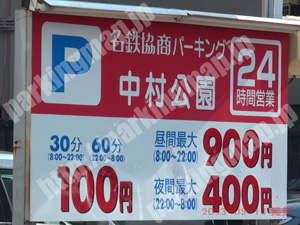 P
名鉄協商パーキング
中村公園
24
時間営業
30分 60分
(8:00~22:00) (22:00~8:00)
100円
昼間最大 900円
(8:00~22:00)
夜間最大 400円
(22:00~8:00)